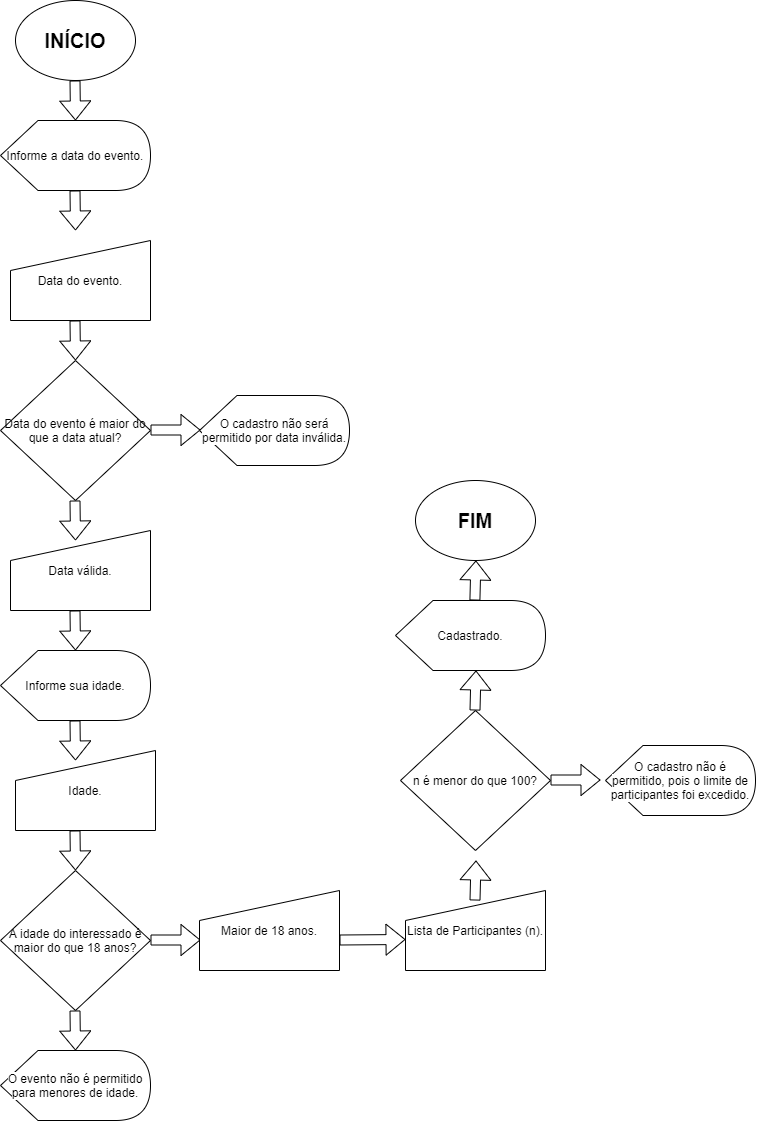 INÍCIO
Informe a data do evento.
Data do evento.
Data do evento é maior do
que a data atual?
O cadastro não será
permitido por data inválida.
Data válida.
Informe sua idade.
Idade.
A idade do interessado é
maior do que 18 anos?
O evento não é permitido
para menores de idade.
Maior de 18 anos.
Lista de Participantes (n).
n é menor do que 100?
O cadastro não é
permitido, pois o limite de
participantes foi excedido.
Cadastrado.
FIM